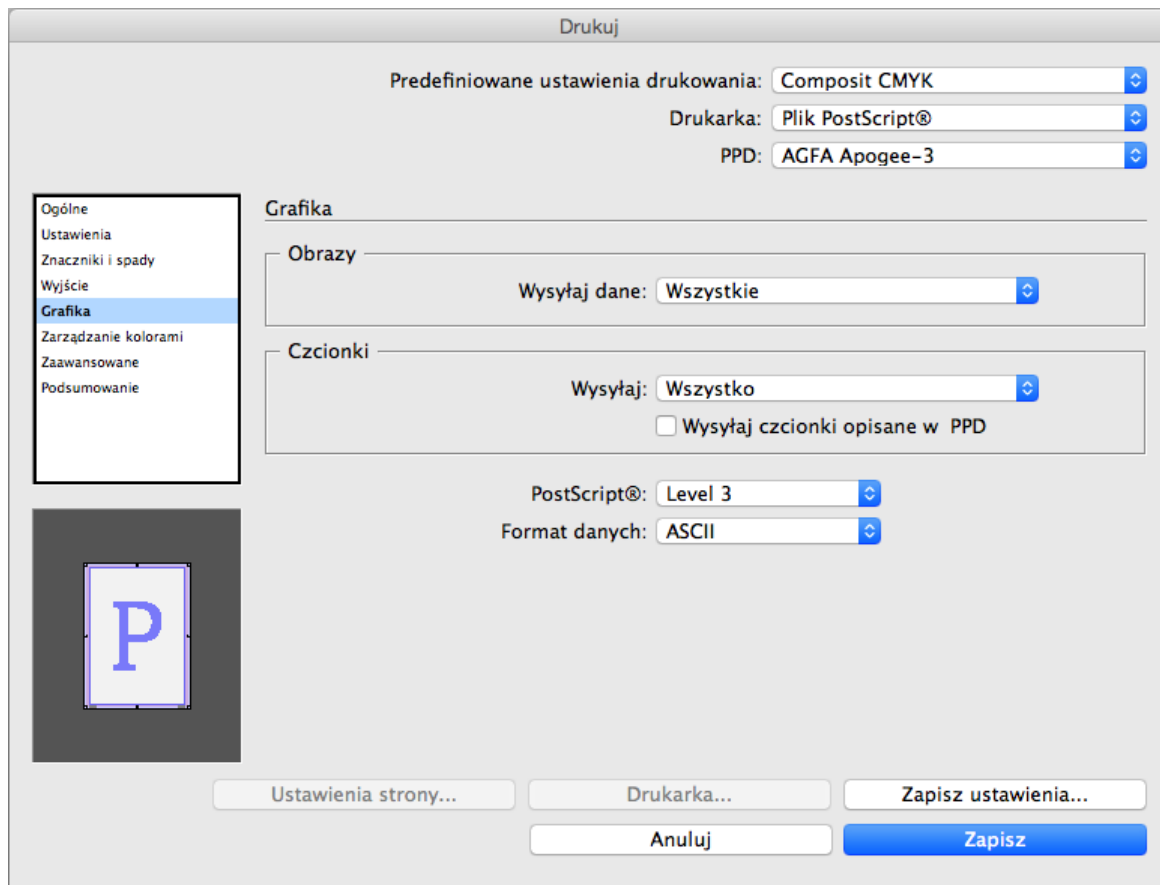 Drukuj
Predefiniowane ustawienia drukowania: Composit CMYK
Drukarka: Plik PostScript®
PPD: AGFA Apogee-3
Ogólne
Ustawienia
Znaczniki i spady
Wyjście
Grafika
Zarządzanie kolorami
Zaawansowane
Podsumowanie
Grafika
Obrazy
Wysyłaj dane: Wszystkie
Czcionki
Wysyłaj: Wszystko
Wysyłaj czcionki opisane w PPD
PostScript®: Level 3
Format danych: ASCII
P
Ustawienia strony... Drukarka... Zapisz ustawienia...
Anuluj Zapisz